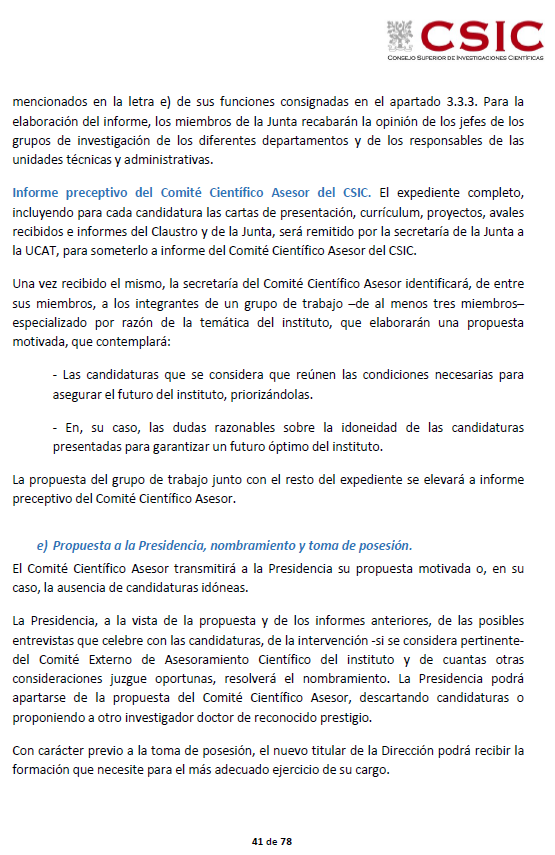 CSIC
CONSEJO SUPERIOR DE INVESTIGACIONES CIENTÍFICAS
mencionados en la letra e) de sus funciones consignadas en el apartado 3.3.3. Para la
elaboración del informe, los miembros de la Junta recabarán la opinión de los jefes de los
grupos de investigación de los diferentes departamentos y de los responsables de las
unidades técnicas y administrativas.
Informe preceptivo del Comité Científico Asesor del CSIC. El expediente completo,
incluyendo para cada candidatura las cartas de presentación, currículum, proyectos, avales
recibidos e informes del Claustro y de la Junta, será remitido por la secretaría de la Junta a
la UCAT, para someterlo a informe del Comité Científico Asesor del CSIC.
Una vez recibido el mismo, la secretaría del Comité Científico Asesor identificará, de entre
sus miembros, a los integrantes de un grupo de trabajo –de al menos tres miembros–
especializado por razón de la temática del instituto, que elaborarán una propuesta
motivada, que contemplará:
- Las candidaturas que se considera que reúnen las condiciones necesarias para
asegurar el futuro del instituto, priorizándolas.
- En, su caso, las dudas razonables sobre la idoneidad de las candidaturas
presentadas para garantizar un futuro óptimo del instituto.
La propuesta del grupo de trabajo junto con el resto del expediente se elevará a informe
preceptivo del Comité Científico Asesor.
e) Propuesta a la Presidencia, nombramiento y toma de posesión.
El Comité Científico Asesor transmitirá a la Presidencia su propuesta motivada o, en su
caso, la ausencia de candidaturas idóneas.
La Presidencia, a la vista de la propuesta y de los informes anteriores, de las posibles
entrevistas que celebre con las candidaturas, de la intervención -si se considera pertinente-
del Comité Externo de Asesoramiento Científico del instituto y de cuantas otras
consideraciones juzgue oportunas, resolverá el nombramiento. La Presidencia podrá
apartarse de la propuesta del Comité Científico Asesor, descartando candidaturas o
proponiendo a otro investigador doctor de reconocido prestigio.
Con carácter previo a la toma de posesión, el nuevo titular de la Dirección podrá recibir la
formación que necesite para el más adecuado ejercicio de su cargo.
41 de 78